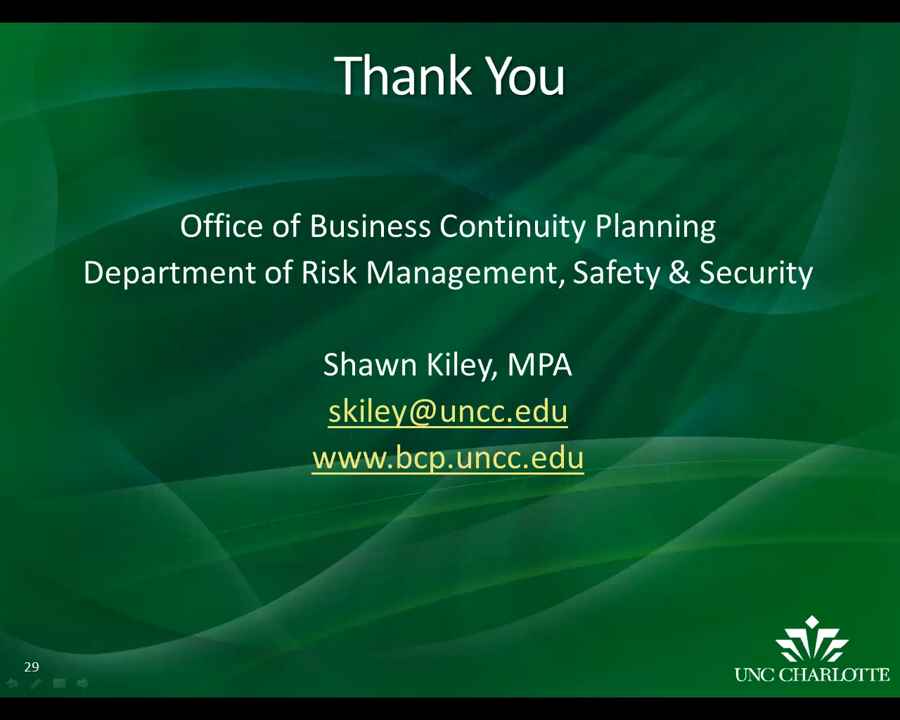 Thank You
Office of Business Continuity Planning
Department of Risk Management, Safety & Security
Shawn Kiley, MPA
skiley@uncc.edu
www.bcp.uncc.edu
29
UNC CHARLOTTE